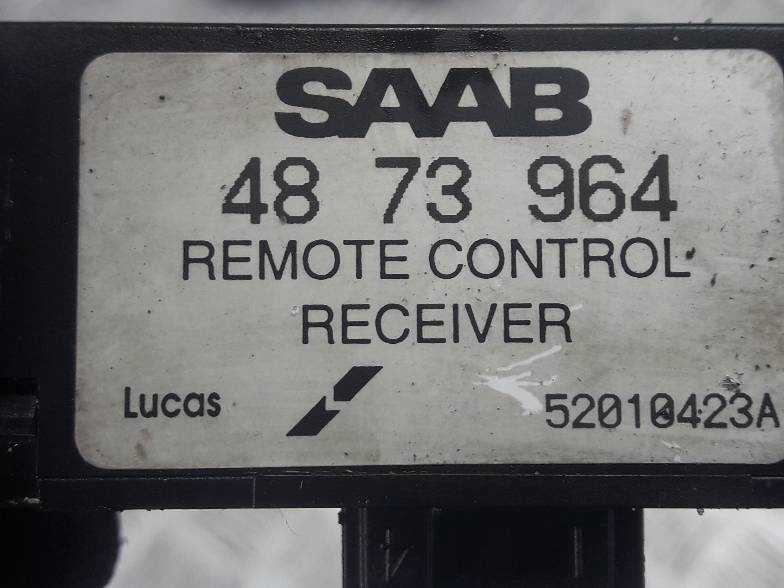 SAAB
48 73 964
REMOTE CONTROL
RECEIVER
Lucas 52010423A